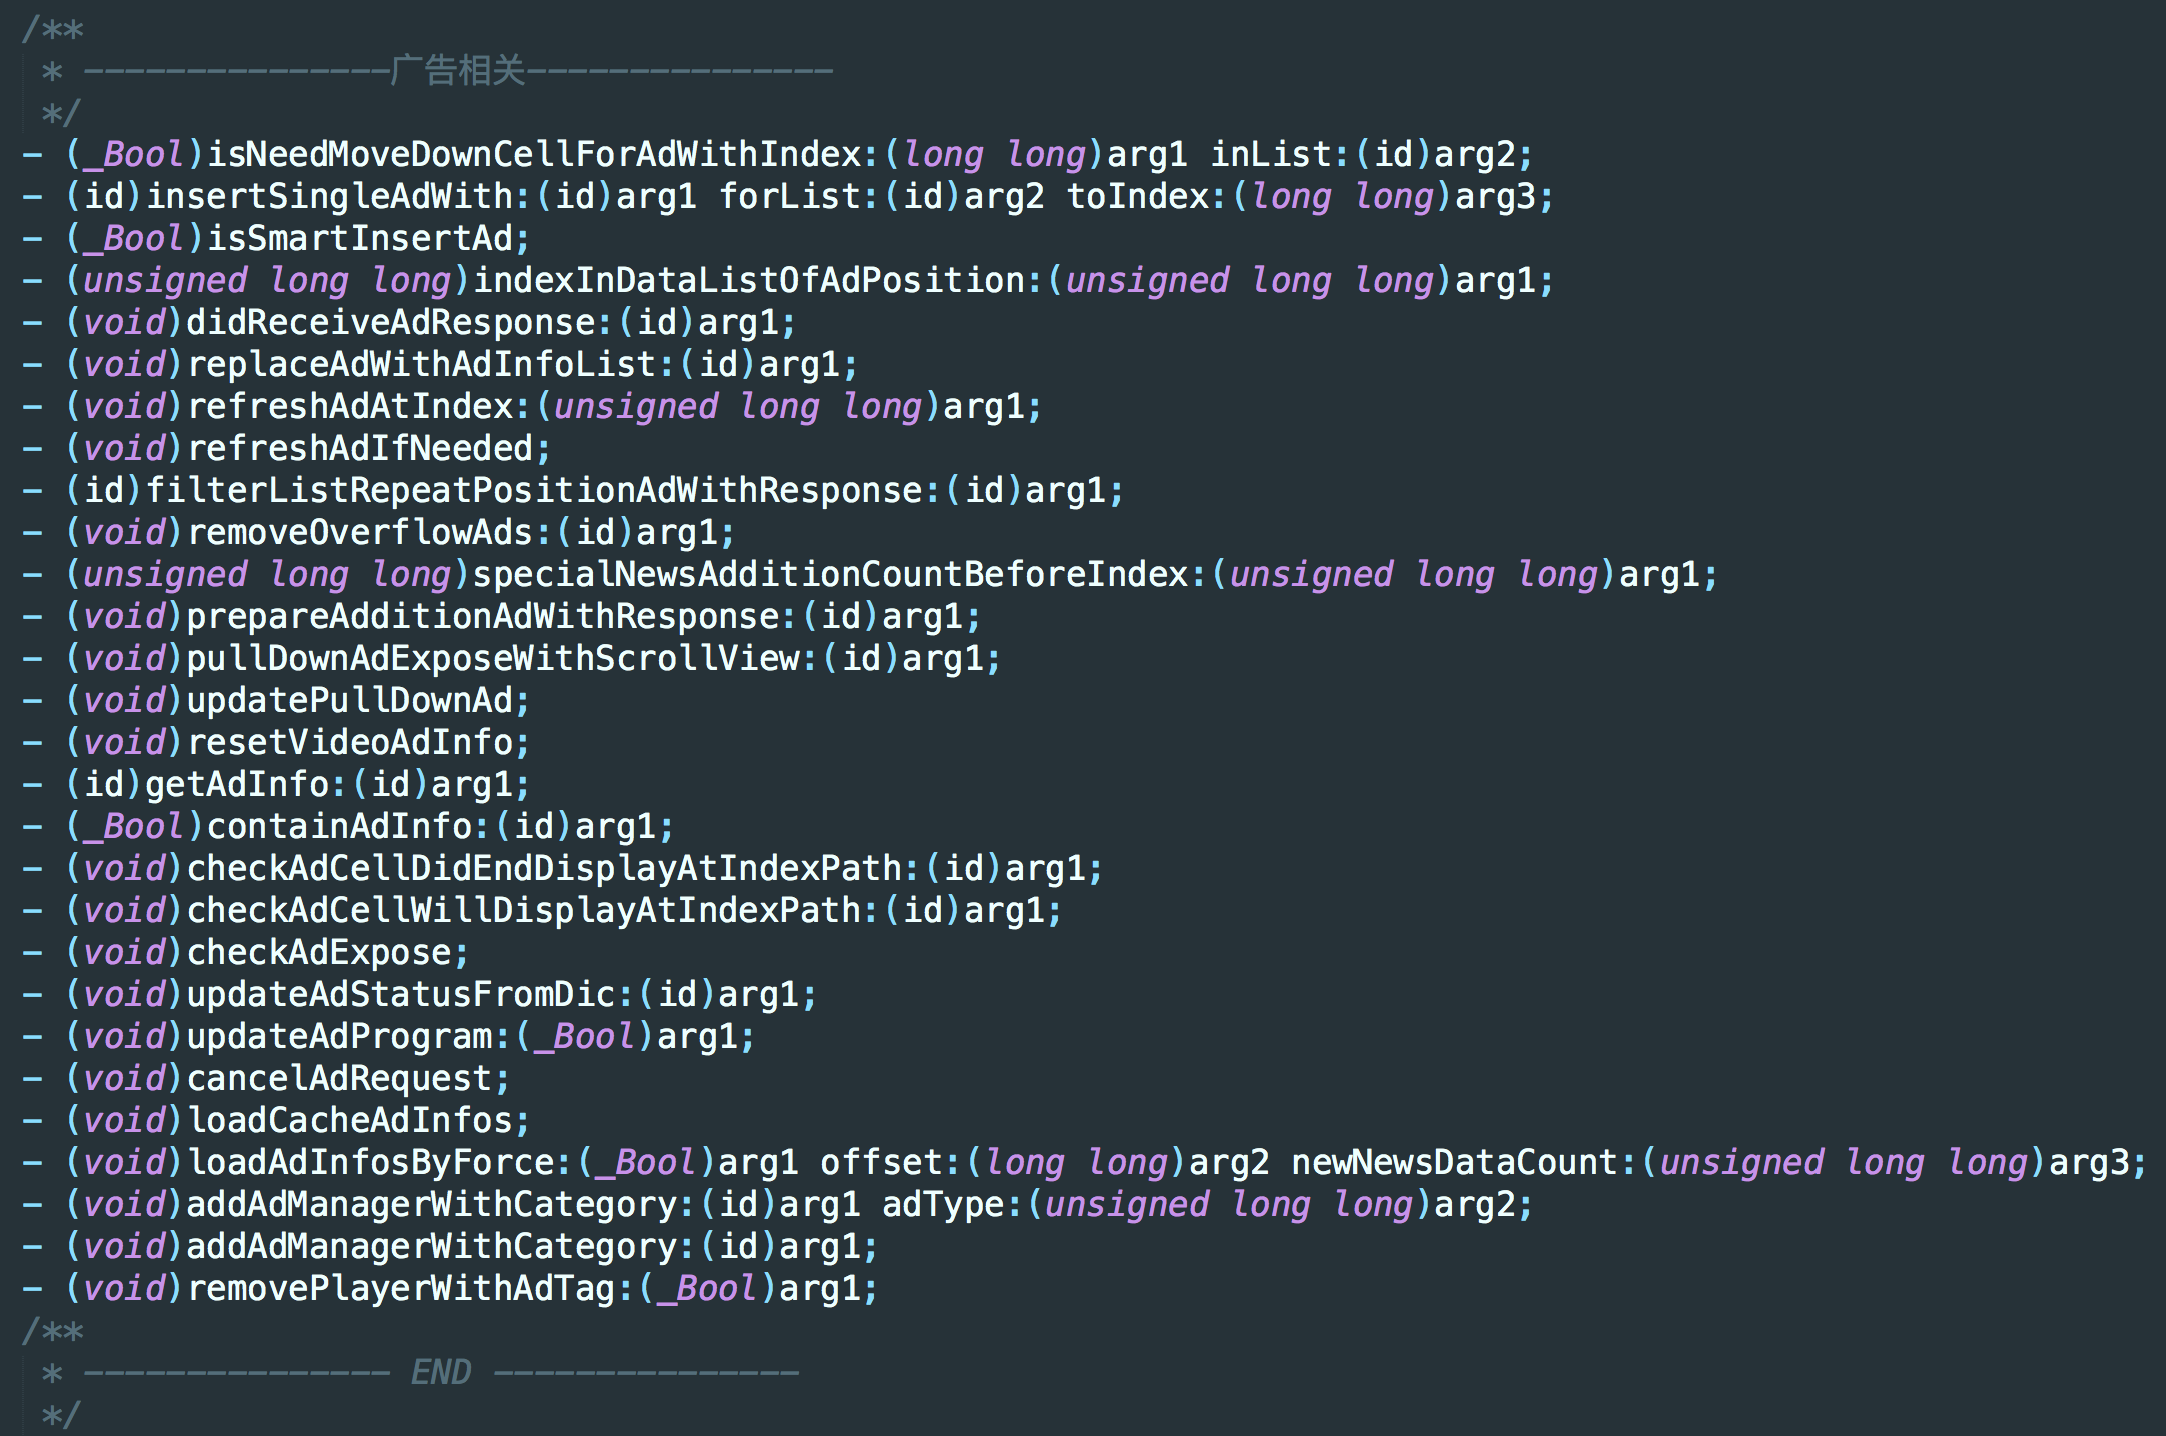 /**
* ---------------广告相关---------------
*/
- (_Bool)isNeedMoveDownCellForAdWithIndex:(long long)arg1 inList:(id)arg2;
- (id)insertSingleAdWith:(id)arg1 forList:(id)arg2 toIndex:(long long)arg3;
- (_Bool)isSmartInsertAd;
- (unsigned long long)indexInDataListOfAdPosition:(unsigned long long)arg1;
- (void)didReceiveAdResponse:(id)arg1;
- (void)replaceAdWithAdInfoList:(id)arg1;
- (void)refreshAdAtIndex:(unsigned long long)arg1;
- (void)refreshAdIfNeeded;
- (id)filterListRepeatPositionAdWithResponse:(id)arg1;
- (void)removeOverflowAds:(id)arg1;
- (unsigned long long)specialNewsAdditionCountBeforeIndex:(unsigned long long)arg1;
- (void)prepareAdditionAdWithResponse:(id)arg1;
- (void)pullDownAdExposeWithScrollView:(id)arg1;
- (void)updatePullDownAd;
- (void)resetVideoAdInfo;
- (id)getAdInfo:(id)arg1;
- (_Bool)containAdInfo:(id)arg1;
- (void)checkAdCellDidEndDisplayAtIndexPath:(id)arg1;
- (void)checkAdCellWillDisplayAtIndexPath:(id)arg1;
- (void)checkAdExpose;
- (void)updateAdStatusFromDic:(id)arg1;
- (void)updateAdProgram:(_Bool)arg1;
- (void)cancelAdRequest;
- (void)loadCacheAdInfos;
- (void)loadAdInfosByForce:(_Bool)arg1 offset:(long long)arg2 newNewsDataCount:(unsigned long long)arg3;
- (void)addAdManagerWithCategory:(id)arg1 adType:(unsigned long long)arg2;
- (void)addAdManagerWithCategory:(id)arg1;
- (void)removePlayerWithAdTag:(_Bool)arg1;
/**
* --------------- END ---------------
*/